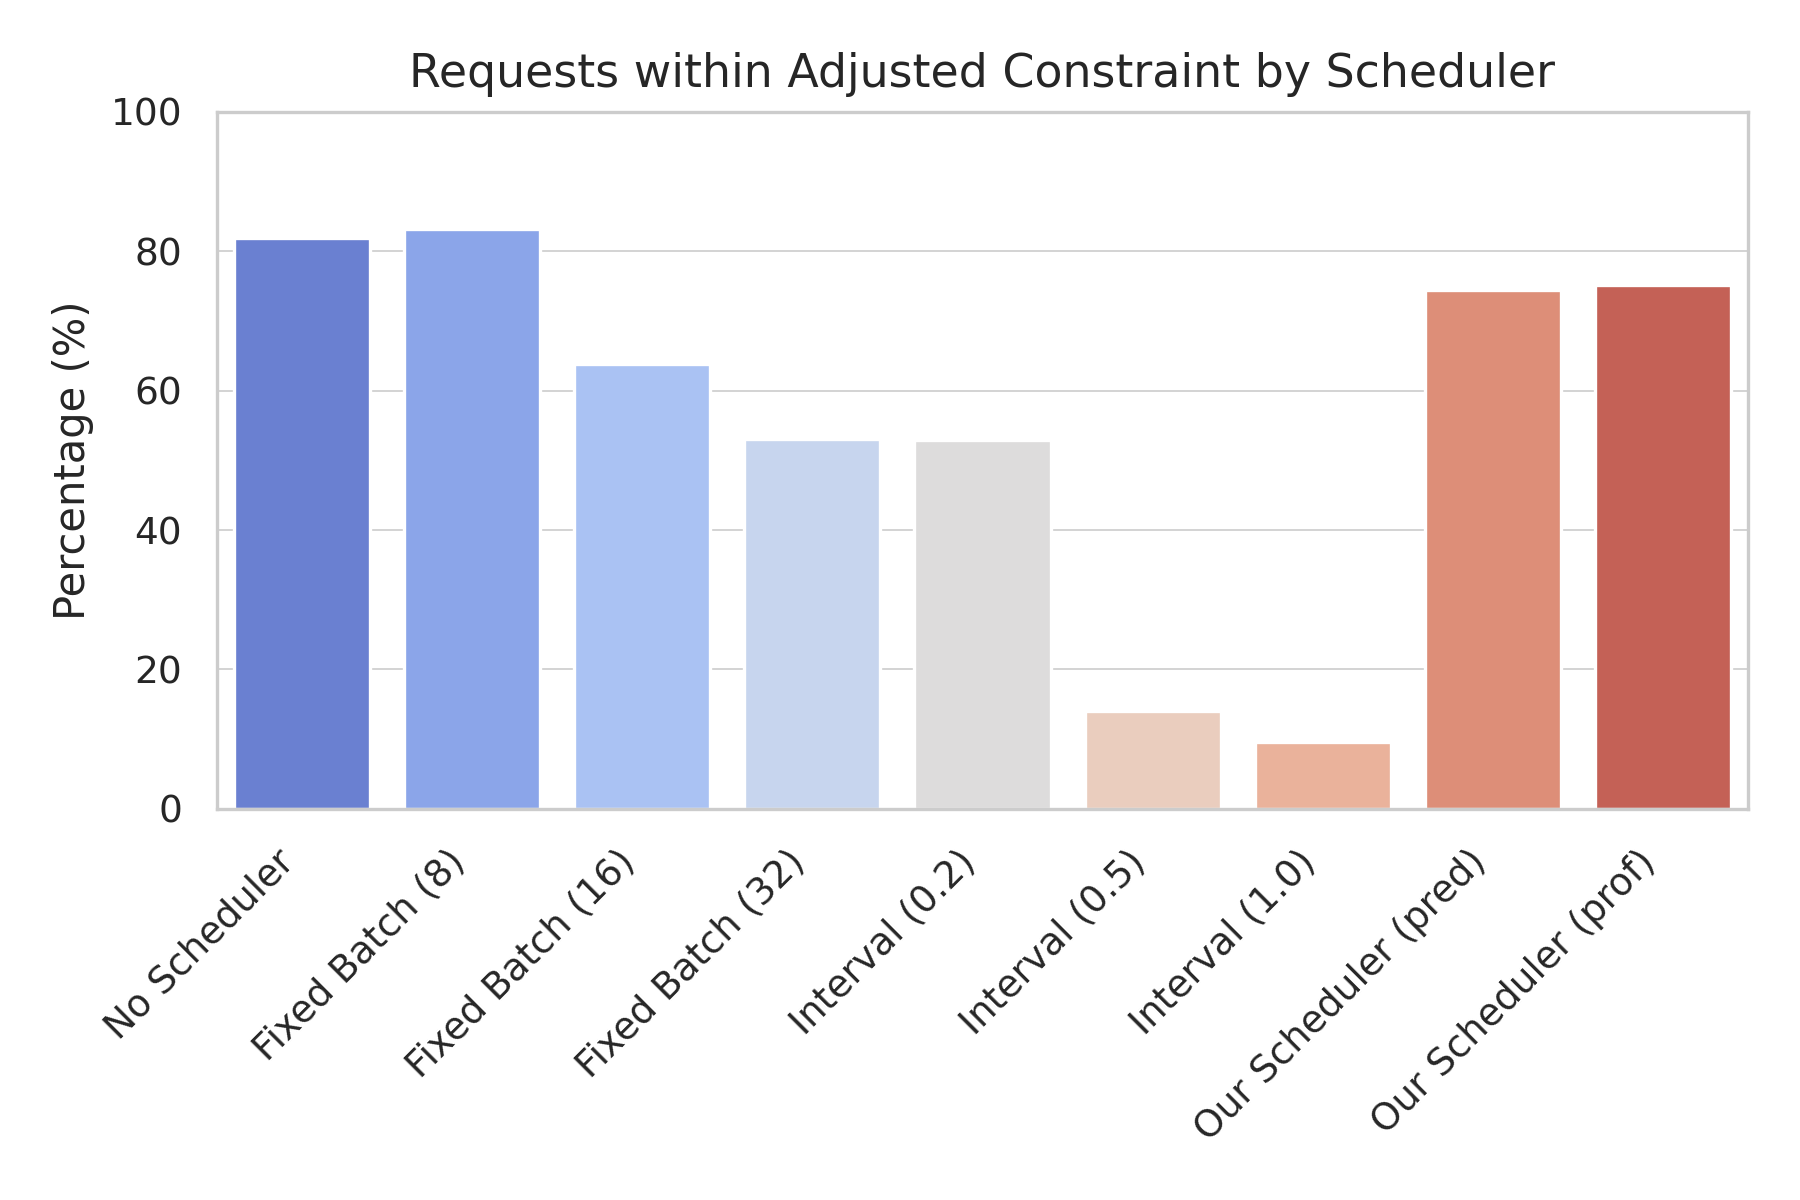 Requests within Adjusted Constraint by Scheduler
Percentage (%)
100
80
60
40
20
0
No Scheduler
Fixed Batch (8)
Fixed Batch (16)
Fixed Batch (32)
Interval (0.2)
Interval (0.5)
Interval (1.0)
Our Scheduler (pred)
Our Scheduler (prof)